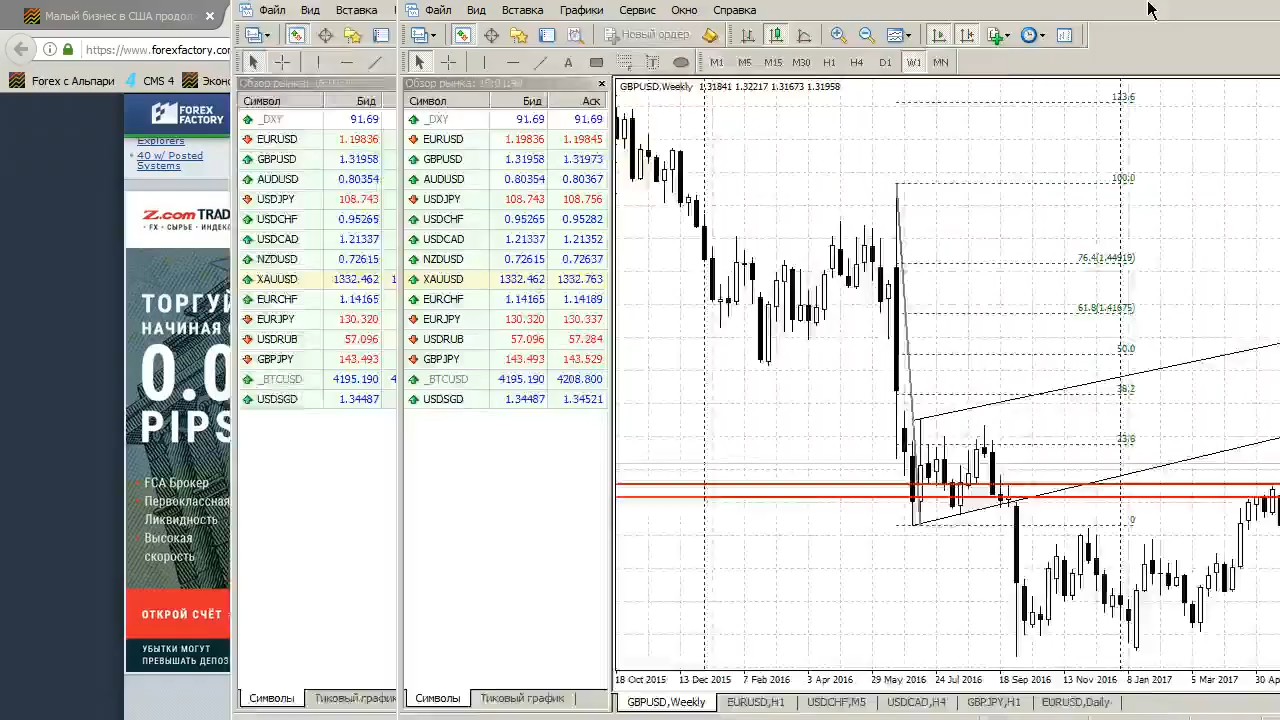 Малый бизнес в США продол
https://www.forexfactory.co
Forex с Альпари
CMS 4
Эконо
FOREX
FACTORY
Explorers
40 w/ Posted
Systems
Z.com TRAD
· FX · СЫРЬЕ · ИНДЕК
ТОРГУЙ
НАЧИНАЯ
0.0
PIPS
FCA Брокер
Первоклассная
Ликвидность
Высокая
скорость
ОТКРОЙ СЧЁТ
УБЫТКИ МОГУТ
ПРЕВЫШАТЬ ДЕПОЗ
Файл Вид Вставка
Символ Бид
_DXY 91.69
EURUSD 1.19836
GBPUSD 1.31958
AUDUSD 0.80354
USDJPY 108.743
USDCHF 0.95265
USDCAD 1.21337
NZDUSD 0.72615
XAUUSD 1332.462 1
EURCHF 1.14165
EURJPY 130.320
USDRUB 57.096
GBPJPY 143.493
_BTCUSD 4195.190 4
USDSGD 1.34487
Символы Тиковый график
Файл Вид Вставка Графики Сервис Окно Справка
Новый ордер
M1 M5 M15 M30 H1 H4 D1 W1 MN
Символ Бид Аск
_DXY 91.69 91.69
EURUSD 1.19836 1.19845
GBPUSD 1.31958 1.31973
AUDUSD 0.80354 0.80367
USDJPY 108.743 108.756
USDCHF 0.95265 0.95282
USDCAD 1.21337 1.21352
NZDUSD 0.72615 0.72637
XAUUSD 1332.462 1332.763
EURCHF 1.14165 1.14189
EURJPY 130.320 130.337
USDRUB 57.096 57.284
GBPJPY 143.493 143.529
_BTCUSD 4195.190 4208.800
USDSGD 1.34487 1.34521
Символы Тиковый график
GBPUSD,Weekly 1.31841 1.32217 1.31673 1.31958
123.6
100.0
76.4(1.44919)
61.8(1.41675)
50.0
38.2
23.6
0
18 Oct 2015 13 Dec 2015 7 Feb 2016 3 Apr 2016 29 May 2016 24 Jul 2016 18 Sep 2016 13 Nov 2016 8 Jan 2017 5 Mar 2017 30 Ap
GBPUSD,Weekly EURUSD,H1 USDCHF,M5 USDCAD,H4 GBPJPY,H1 EURUSD,Daily